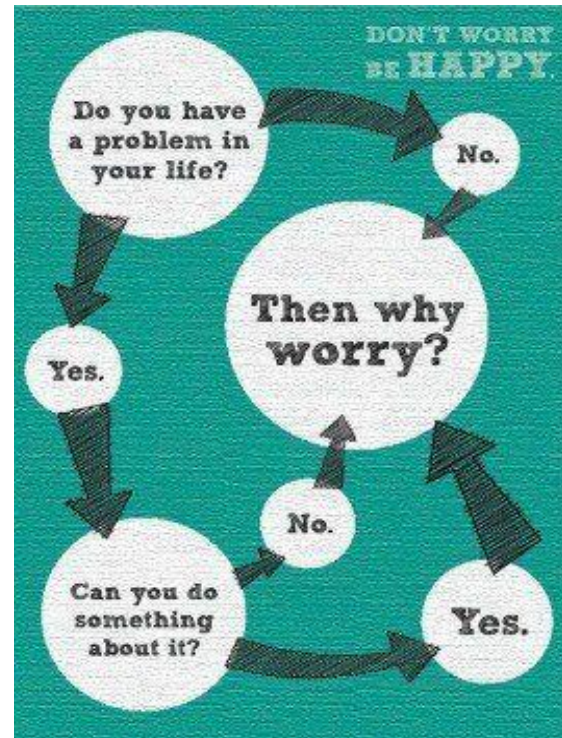 DON'T WORRY
BE HAPPY.
Do you have
a problem in
your life?
No.
Then why
worry?
Yes.
No.
Can you do
something
about it?
Yes.